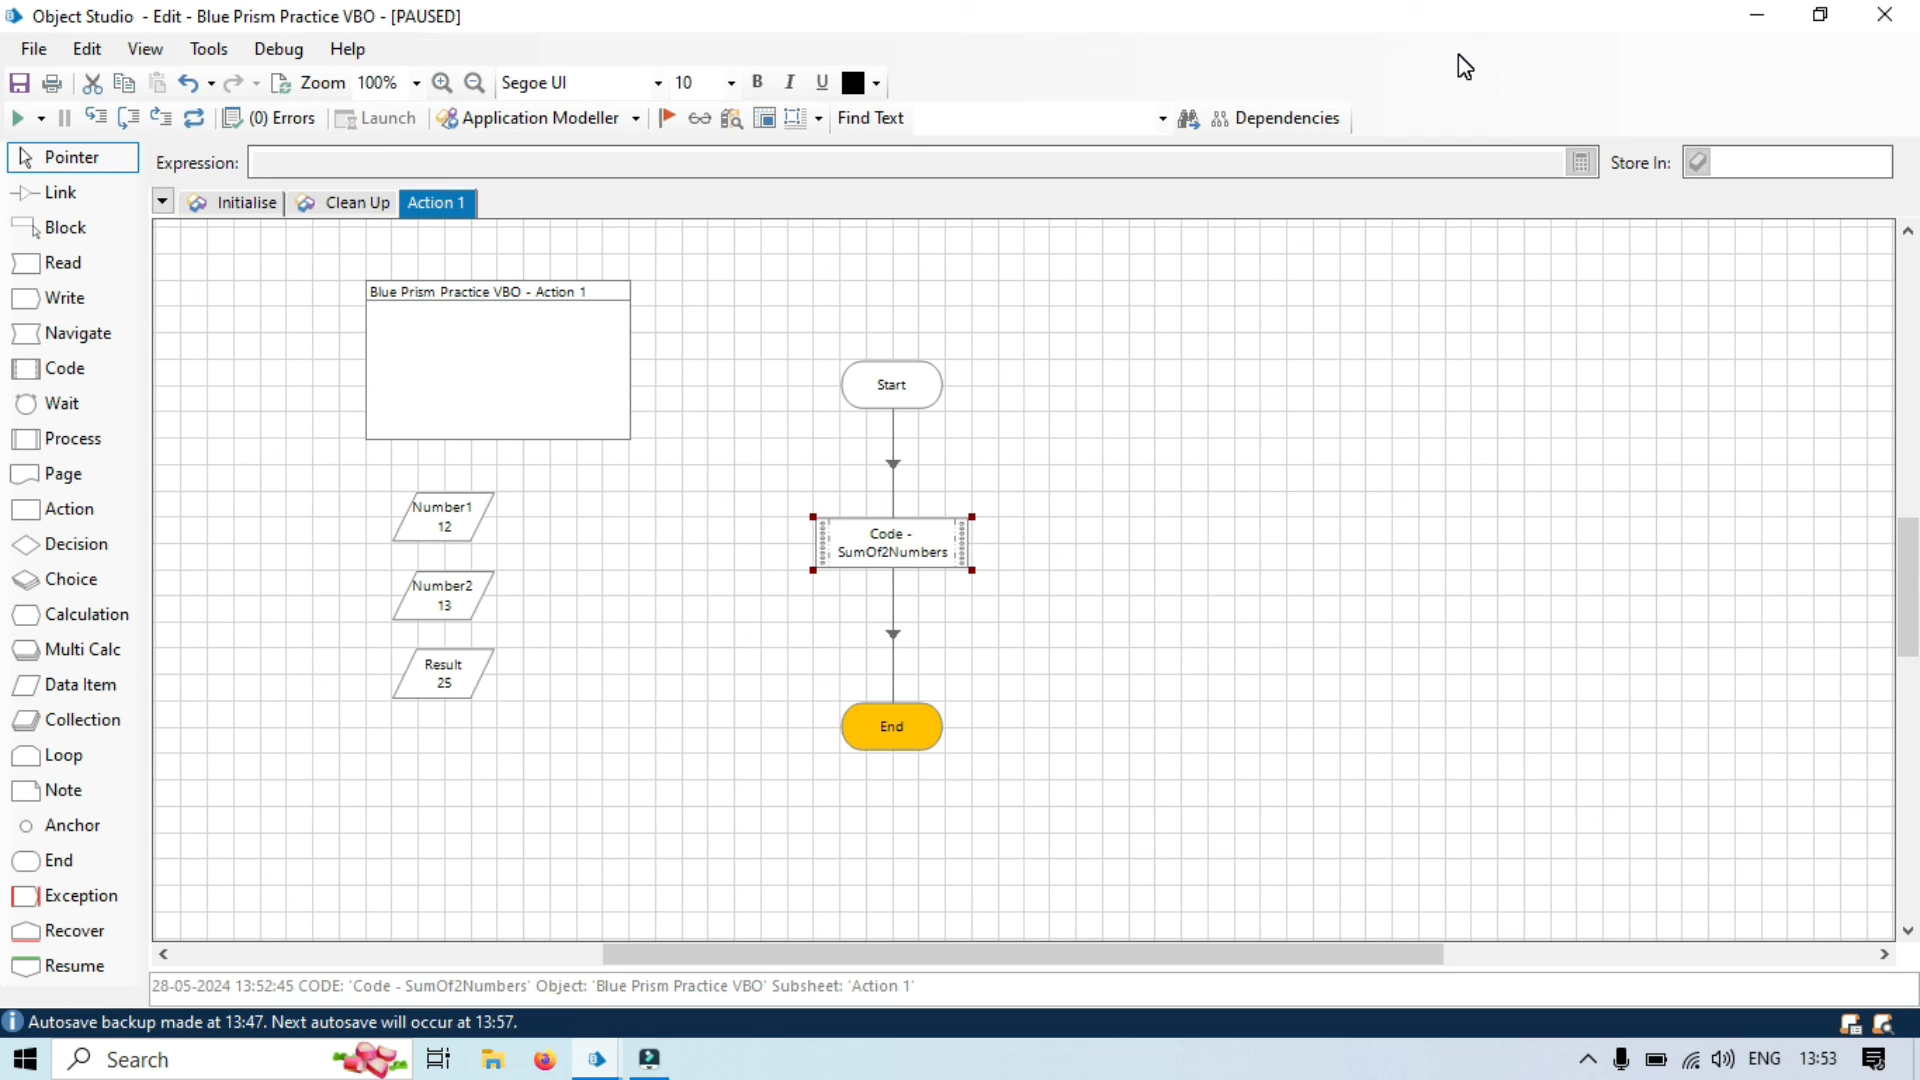 Object Studio - Edit - Blue Prism Practice VBO - [PAUSED]
File Edit View Tools Debug Help
Zoom 100% Segoe UI 10 B I U
(0) Errors Launch Application Modeller Find Text Dependencies
Pointer
Expression: Store In:
Link
Initialise Clean Up Action 1
Block
Read
Write
Navigate
Code
Wait
Process
Page
Action
Decision
Choice
Calculation
Multi Calc
Data Item
Collection
Loop
Note
Anchor
End
Exception
Recover
Resume
Blue Prism Practice VBO - Action 1
Number1
12
Number2
13
Result
25
Start
Code -
SumOf2Numbers
End
28-05-2024 13:52:45 CODE: 'Code - SumOf2Numbers' Object: 'Blue Prism Practice VBO' Subsheet: 'Action 1'
Autosave backup made at 13:47. Next autosave will occur at 13:57.
Search ENG 13:53